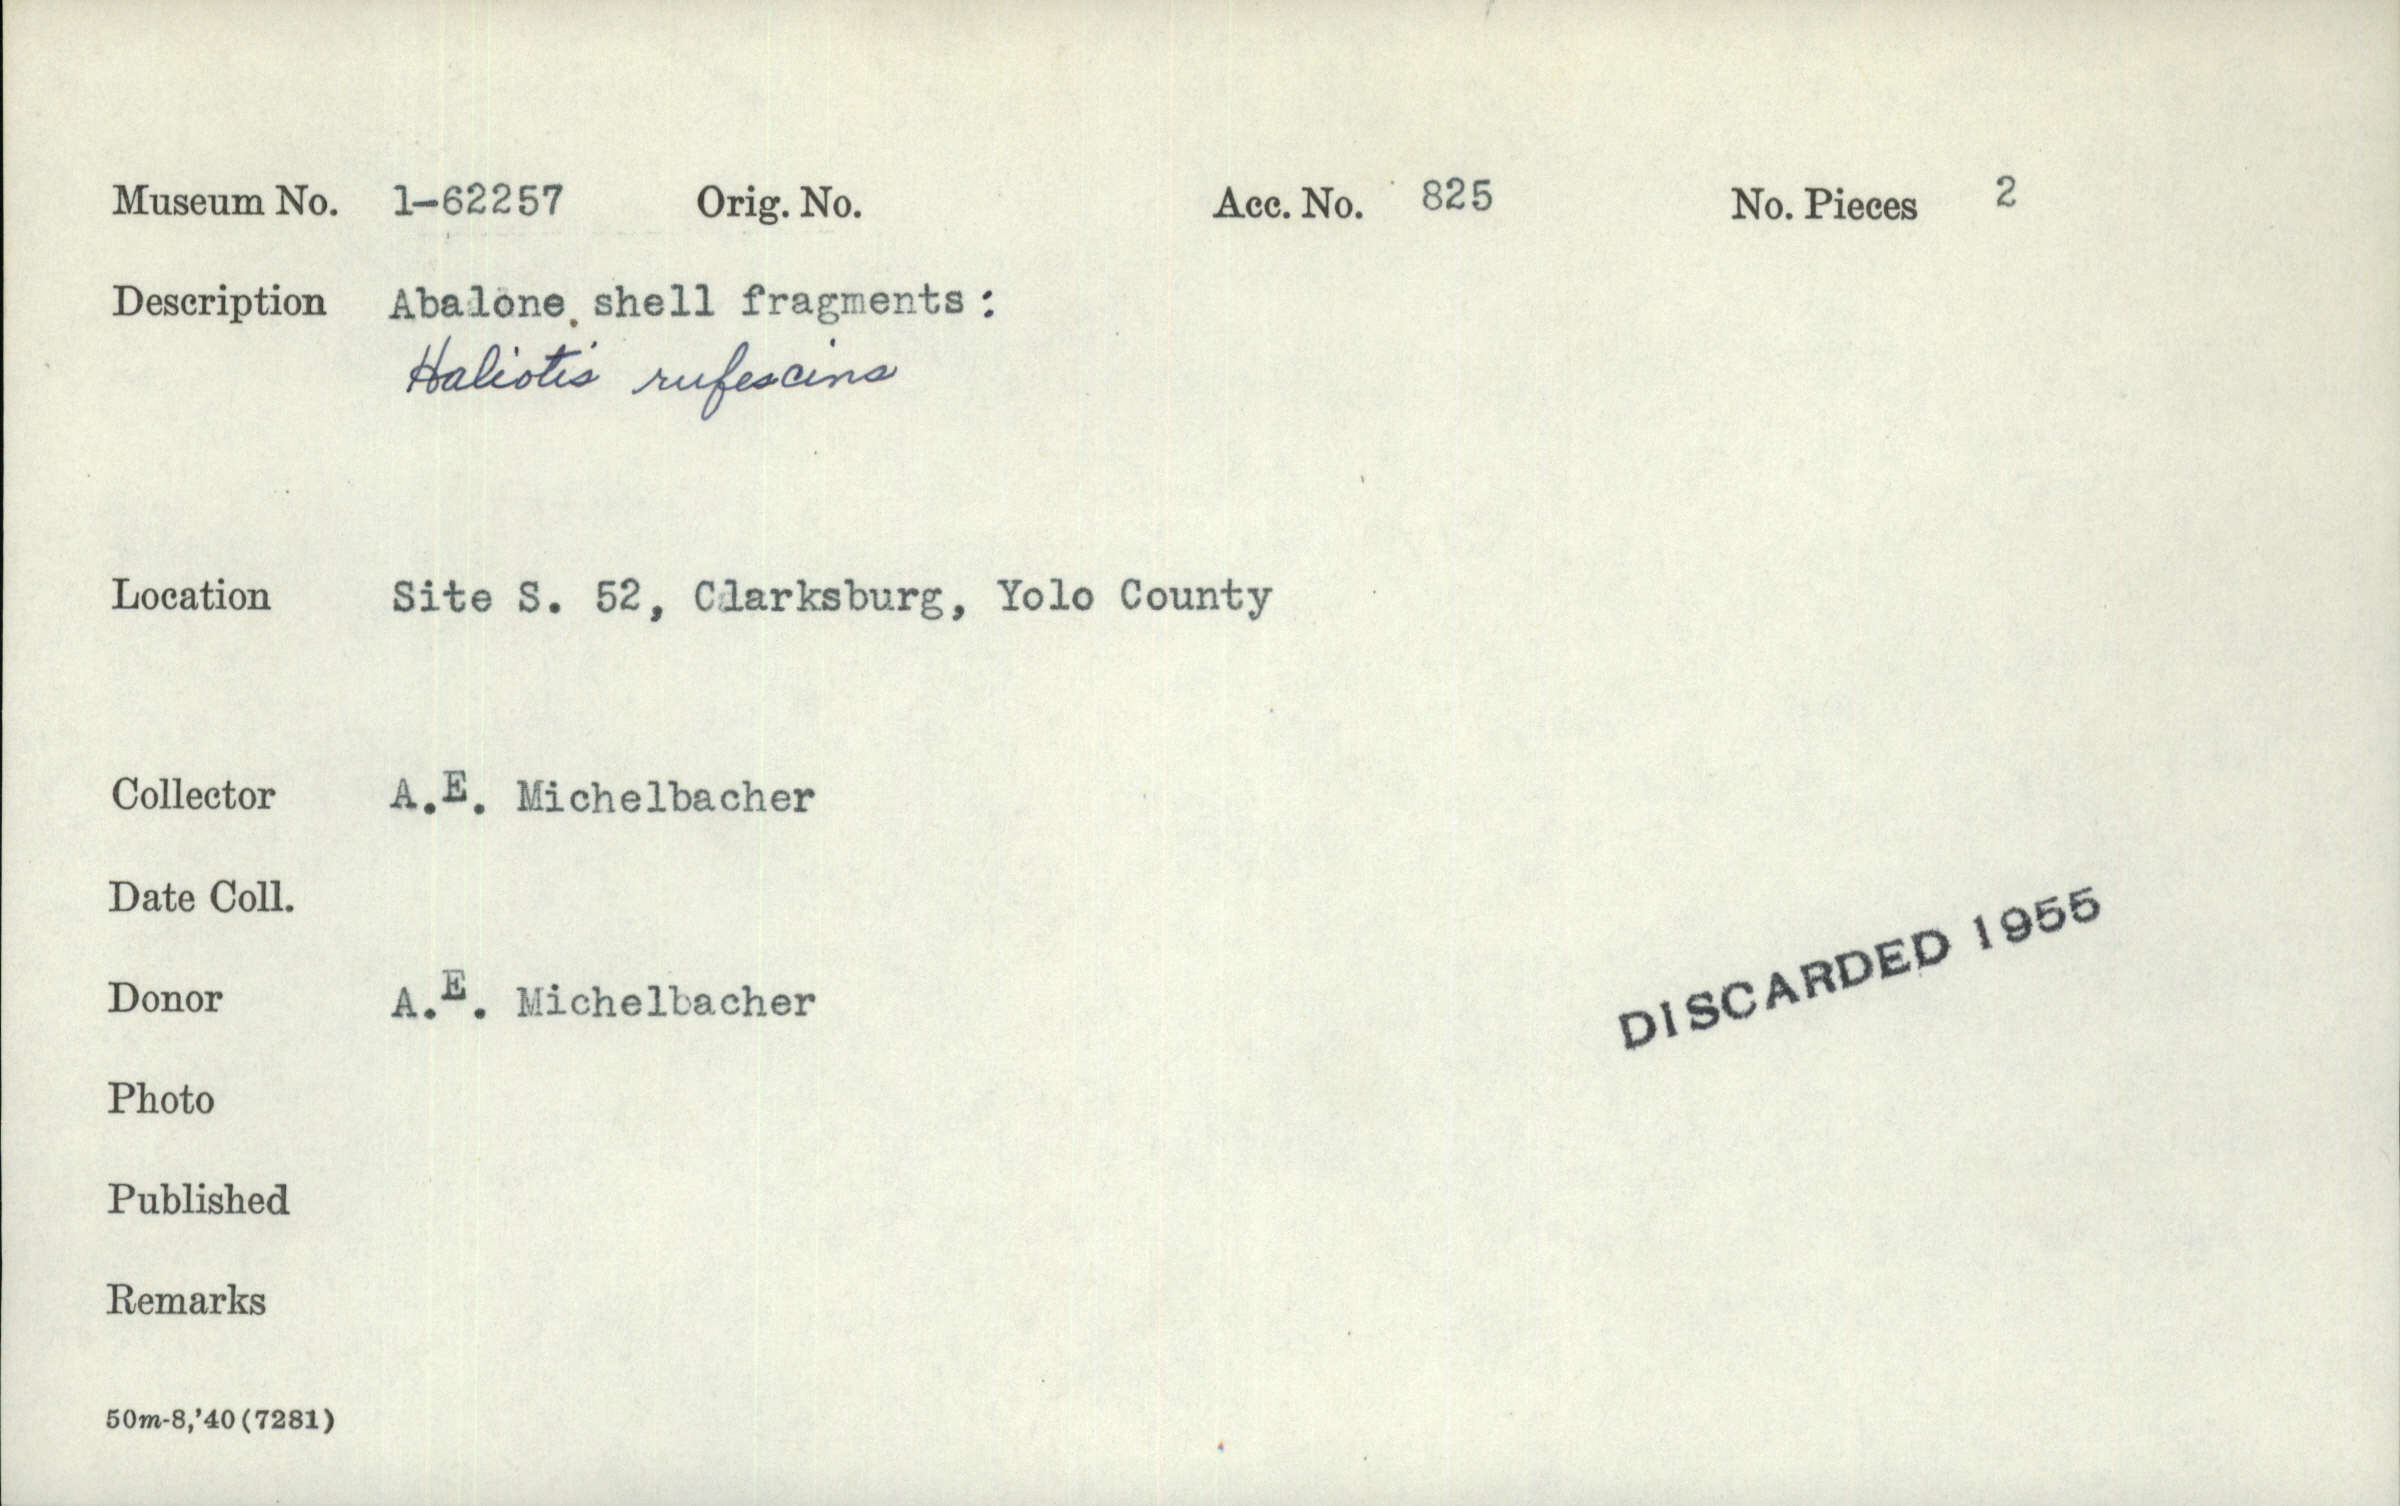 Museum No. 1-62257 Orig. No. Acc. No. 825 No. Pieces 2
Description Abalone shell fragments:
Haliotis rufescins
Location Site S. 52, Clarksburg, Yolo County
Collector A.E. Michelbacher
Date Coll.
DISCARDED 1955
Donor A.E. Michelbacher
Photo
Published
Remarks
50m-8,'40(7281)